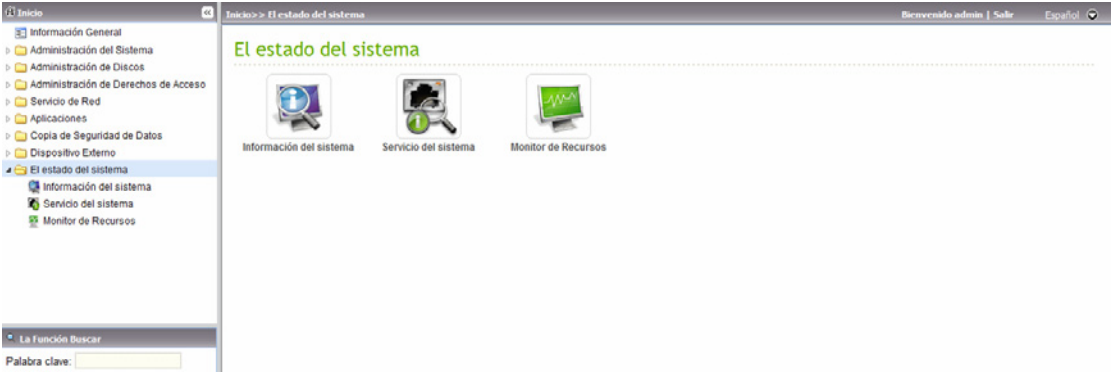 Inicio
Información General
Administración del Sistema
Administración de Discos
Administración de Derechos de Acceso
Servicio de Red
Aplicaciones
Copia de Seguridad de Datos
Dispositivo Externo
El estado del sistema
Información del sistema
Servicio del sistema
Monitor de Recursos
La Función Buscar
Palabra clave:
Inicio>> El estado del sistema
Bienvenido admin | Salir
Español
El estado del sistema
Información del sistema
Servicio del sistema
Monitor de Recursos